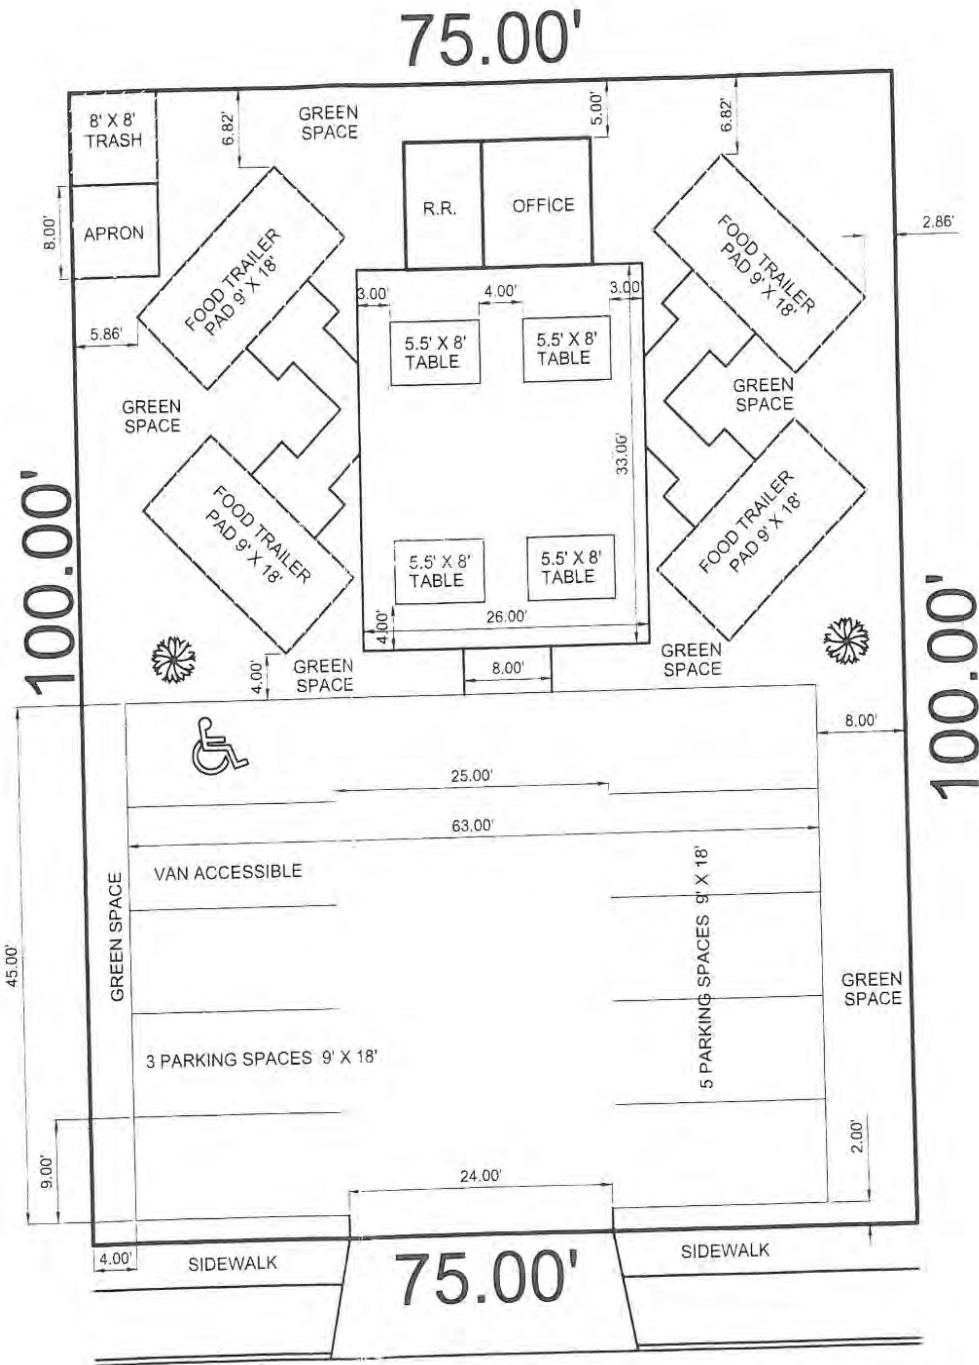 75.00'
8' X 8'
TRASH
6.82'
GREEN
SPACE
5.00'
6.82'
R.R.
OFFICE
8.00'
APRON
FOOD TRAILER
PAD 9' X 18'
FOOD TRAILER
PAD 9' X 18'
2.86'
3.00'
4.00'
3.00'
5.86'
5.5' X 8'
TABLE
5.5' X 8'
TABLE
GREEN
SPACE
GREEN
SPACE
33.00'
100.00'
FOOD TRAILER
PAD 9' X 18'
FOOD TRAILER
PAD 9' X 18'
5.5' X 8'
TABLE
5.5' X 8'
TABLE
100.00'
4.00'
26.00'
4.00'
GREEN
SPACE
8.00'
GREEN
SPACE
8.00'
25.00'
63.00'
VAN ACCESSIBLE
GREEN SPACE
5 PARKING SPACES 9' X 18'
45.00'
GREEN
SPACE
3 PARKING SPACES 9' X 18'
9.00'
2.00'
24.00'
4.00'
SIDEWALK
75.00'
SIDEWALK